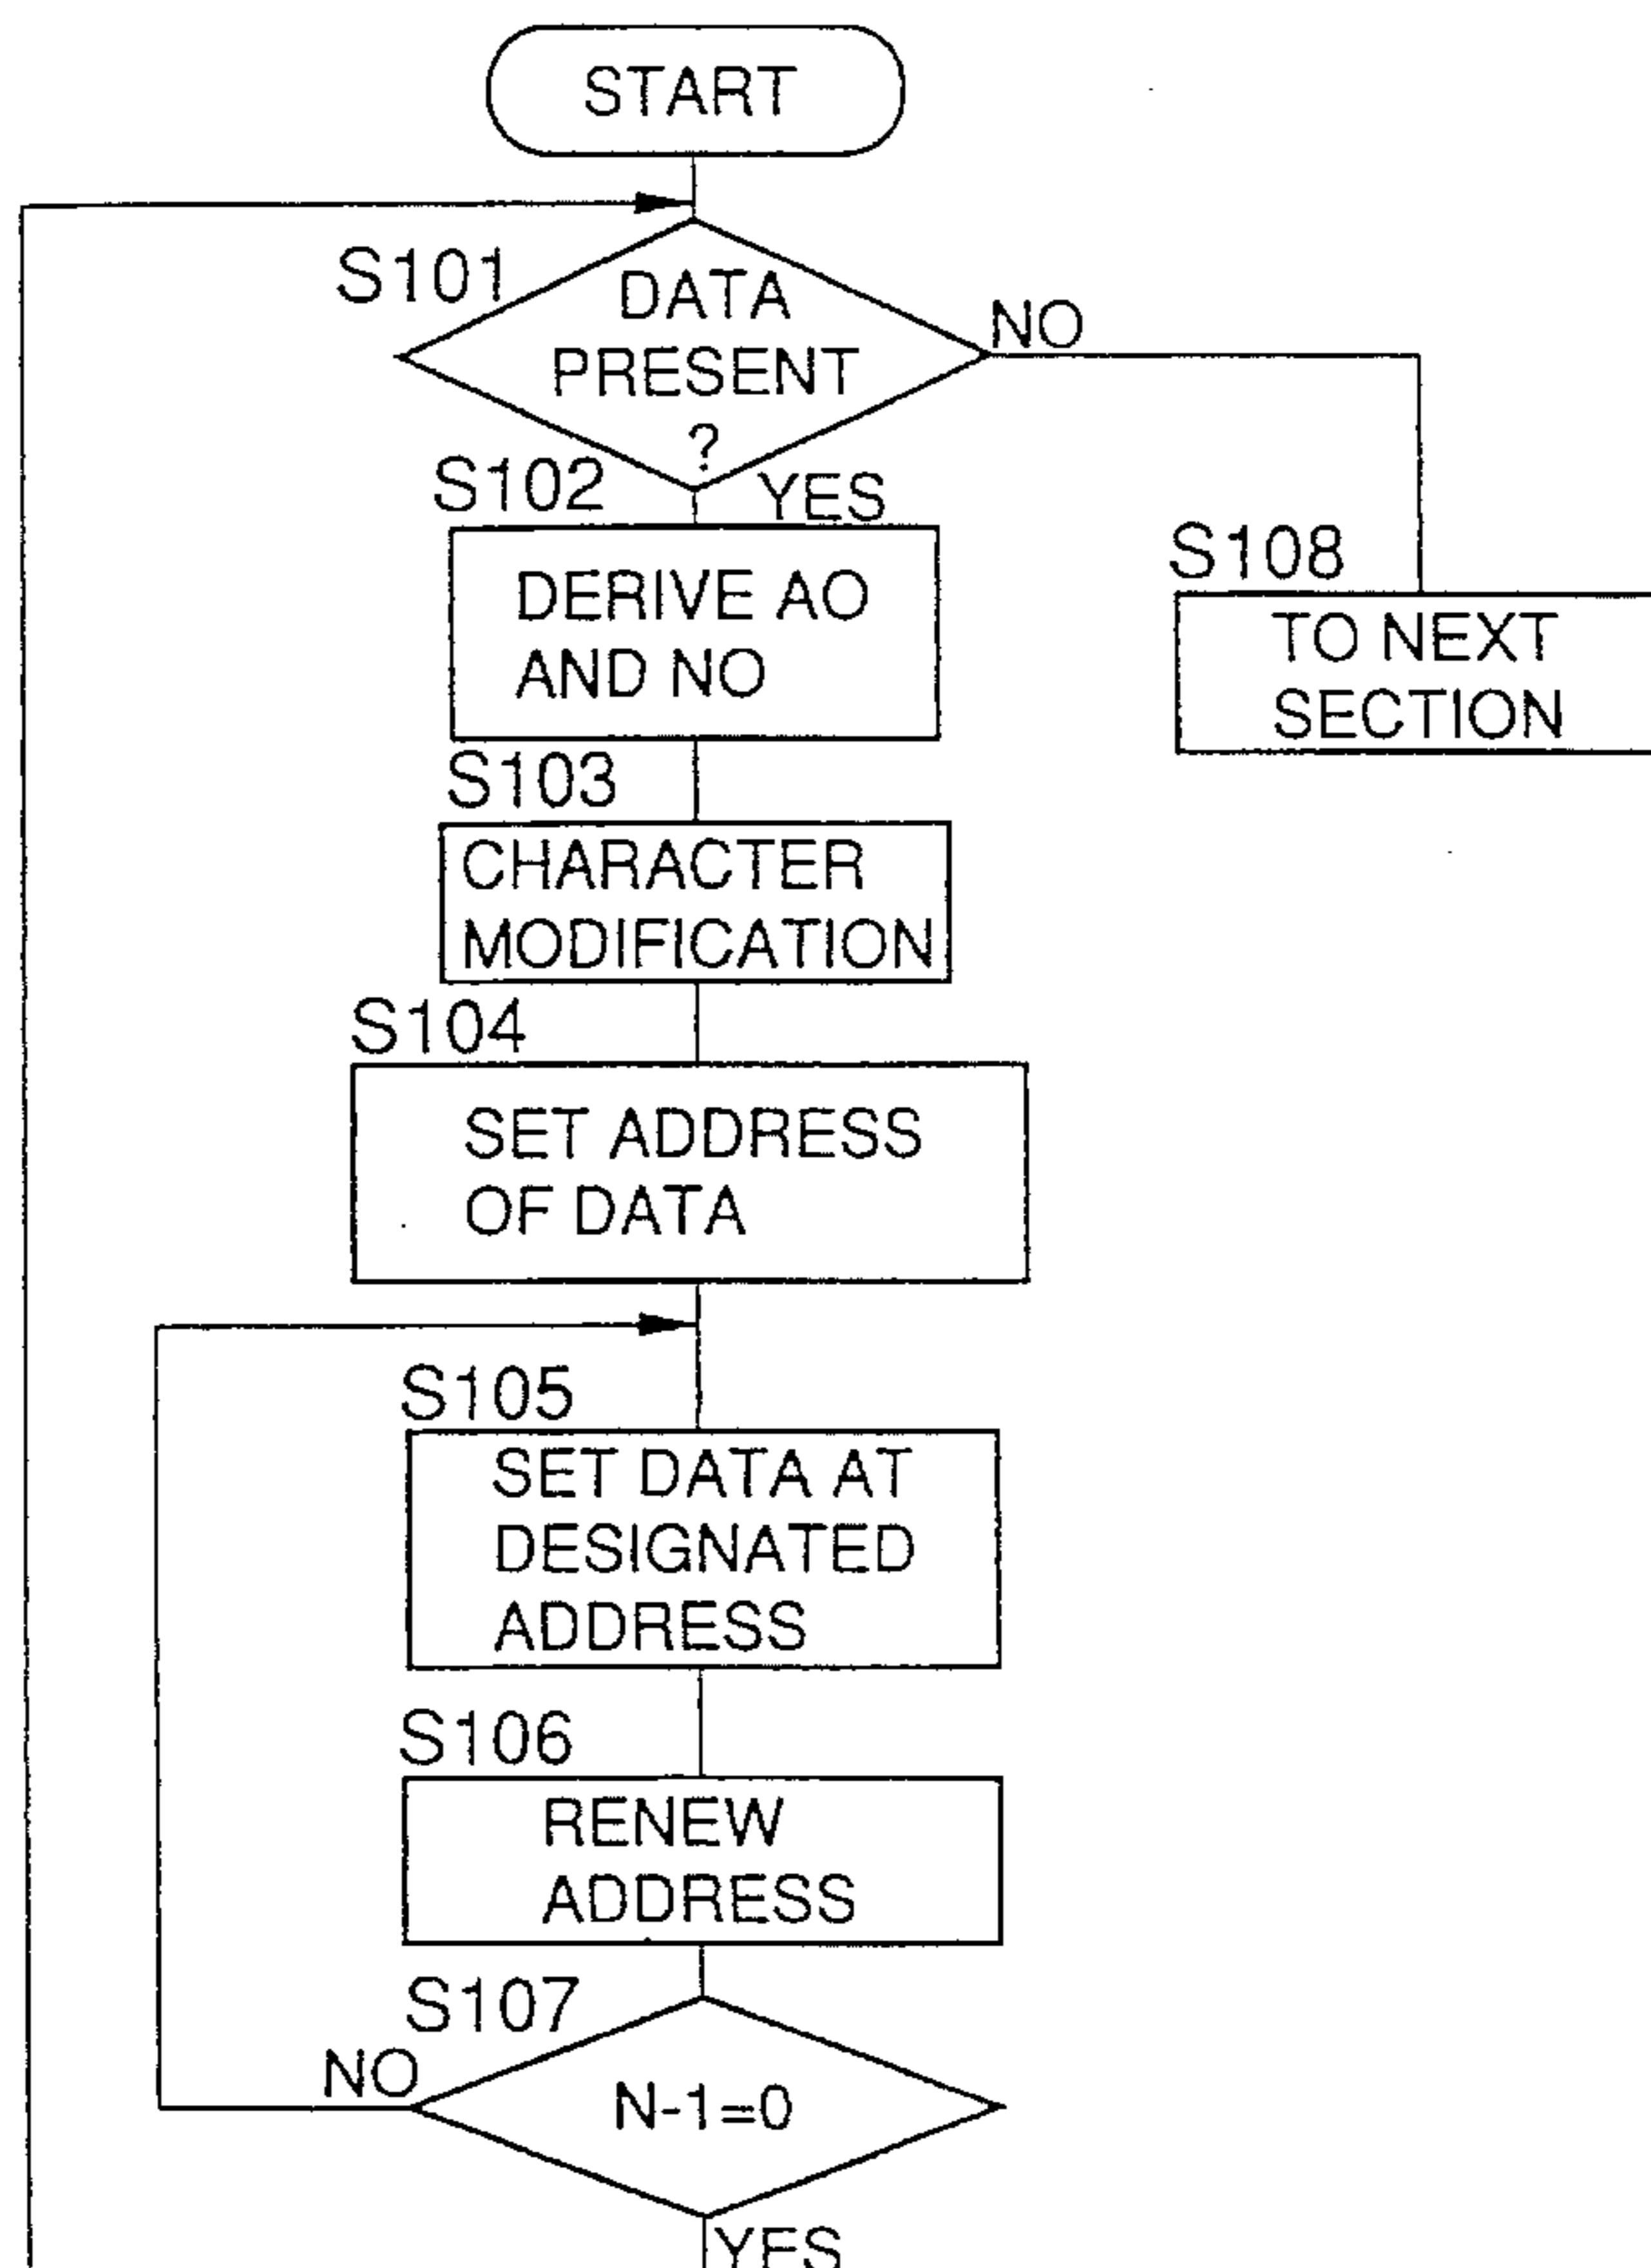 START
S101
DATA
PRESENT
?
NO
S102
YES
DERIVE AO
AND NO
S108
TO NEXT
SECTION
S103
CHARACTER
MODIFICATION
S104
SET ADDRESS
OF DATA
S105
SET DATA AT
DESIGNATED
ADDRESS
S106
RENEW
ADDRESS
S107
NO
N-1=0
YES